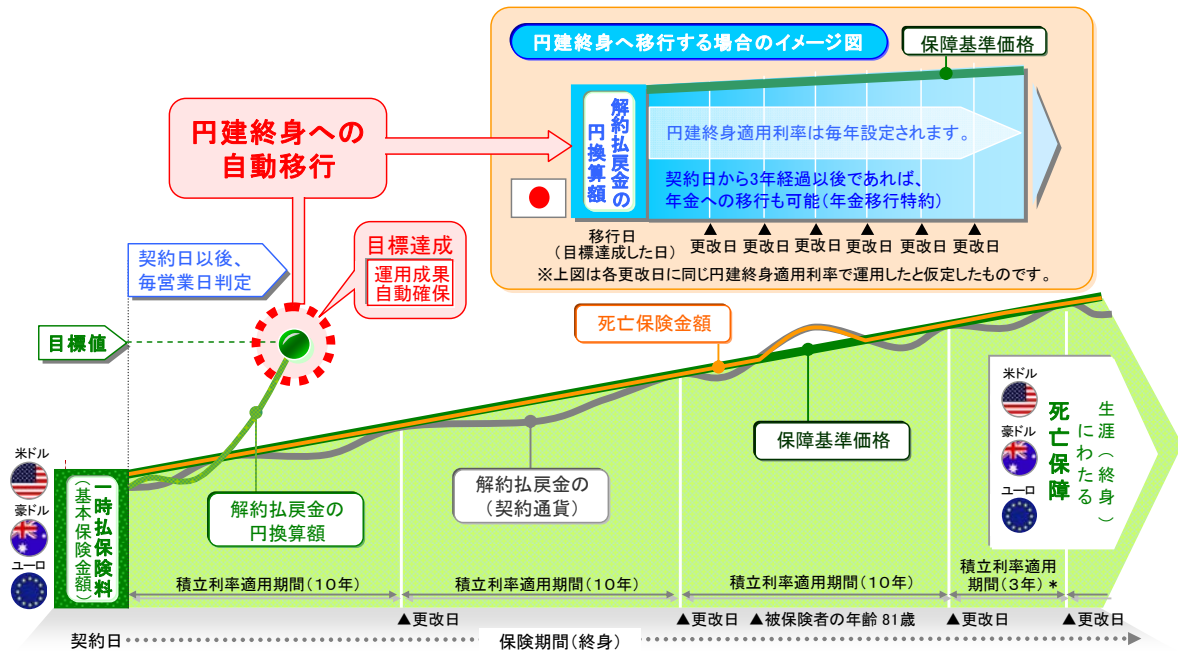 円建終身へ移行する場合のイメージ図
保障基準価格
円建終身への
自動移行
解約払戻金の
円換算額
円建終身適用利率は毎年設定されます。
契約日から3年経過以後であれば、
年金への移行も可能(年金移行特約)
移行日
(目標達成した日)
▲
更改日
▲
更改日
▲
更改日
▲
更改日
▲
更改日
▲
更改日
※上図は各更改日に同じ円建終身適用利率で運用したと仮定したものです。
契約日以後、
毎営業日判定
目標達成
運用成果
自動確保
目標値
死亡保険金額
保障基準価格
解約払戻金の
(契約通貨)
解約払戻金の
円換算額
米ドル
豪ドル
ユーロ
一時払保険料
(基本保険金額)
米ドル
豪ドル
ユーロ
生涯(終身)
にわたる
死亡保障
積立利率適用期間(10年)
積立利率適用期間(10年)
積立利率適用期間(10年)
積立利率適用
期間(3年)*
▲更改日
▲更改日
▲被保険者の年齢 81歳
▲更改日
▲更改日
契約日
保険期間(終身)